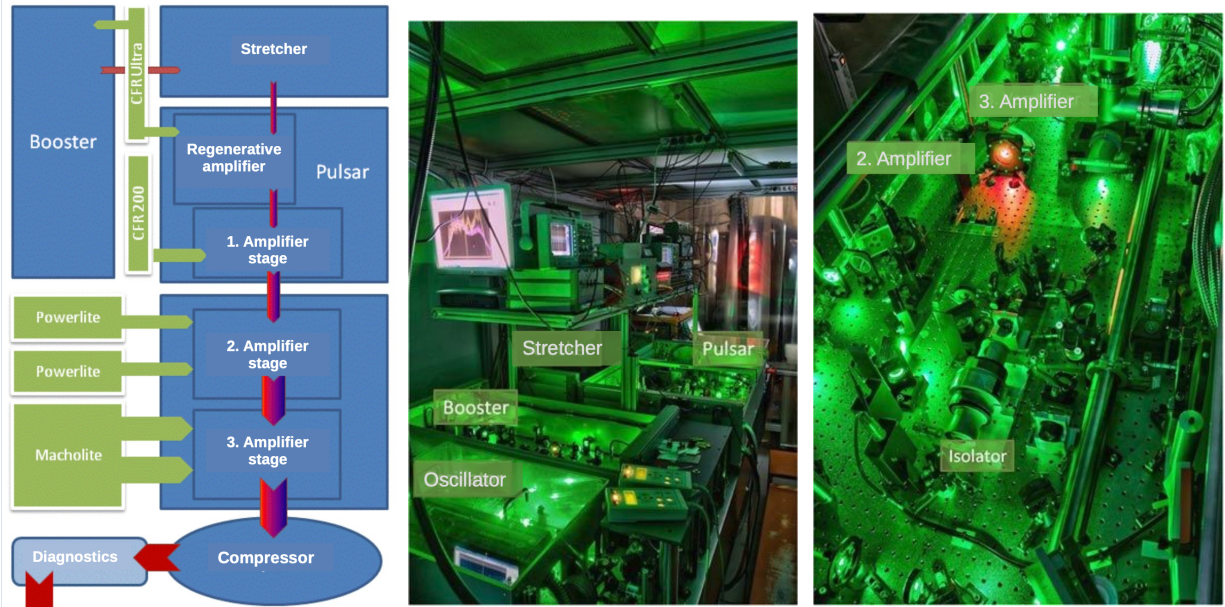 Booster
CFR Ultra
CFR 200
Stretcher
Regenerative
amplifier
Pulsar
1. Amplifier
stage
Powerlite
Powerlite
Macholite
2. Amplifier
stage
3. Amplifier
stage
Compressor
Diagnostics
Stretcher
Pulsar
Booster
Oscillator
3. Amplifier
2. Amplifier
Isolator